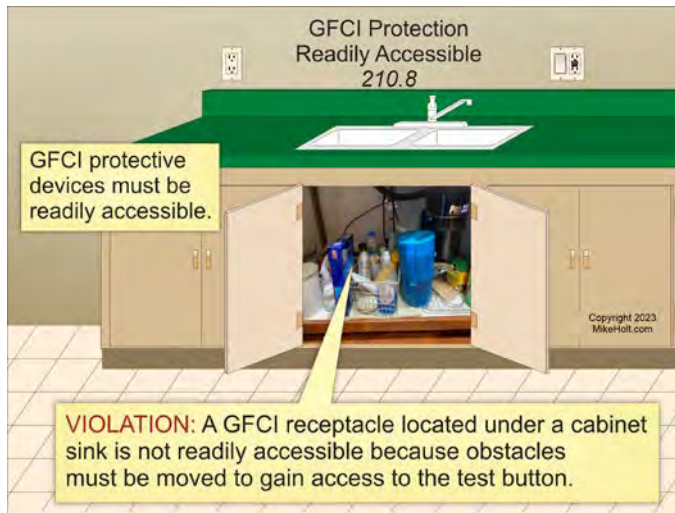 GFCI Protection
Readily Accessible
210.8
GFCI protective
devices must be
readily accessible.
Copyright 2023
MikeHolt.com
VIOLATION: A GFCI receptacle located under a cabinet
sink is not readily accessible because obstacles
must be moved to gain access to the test button.